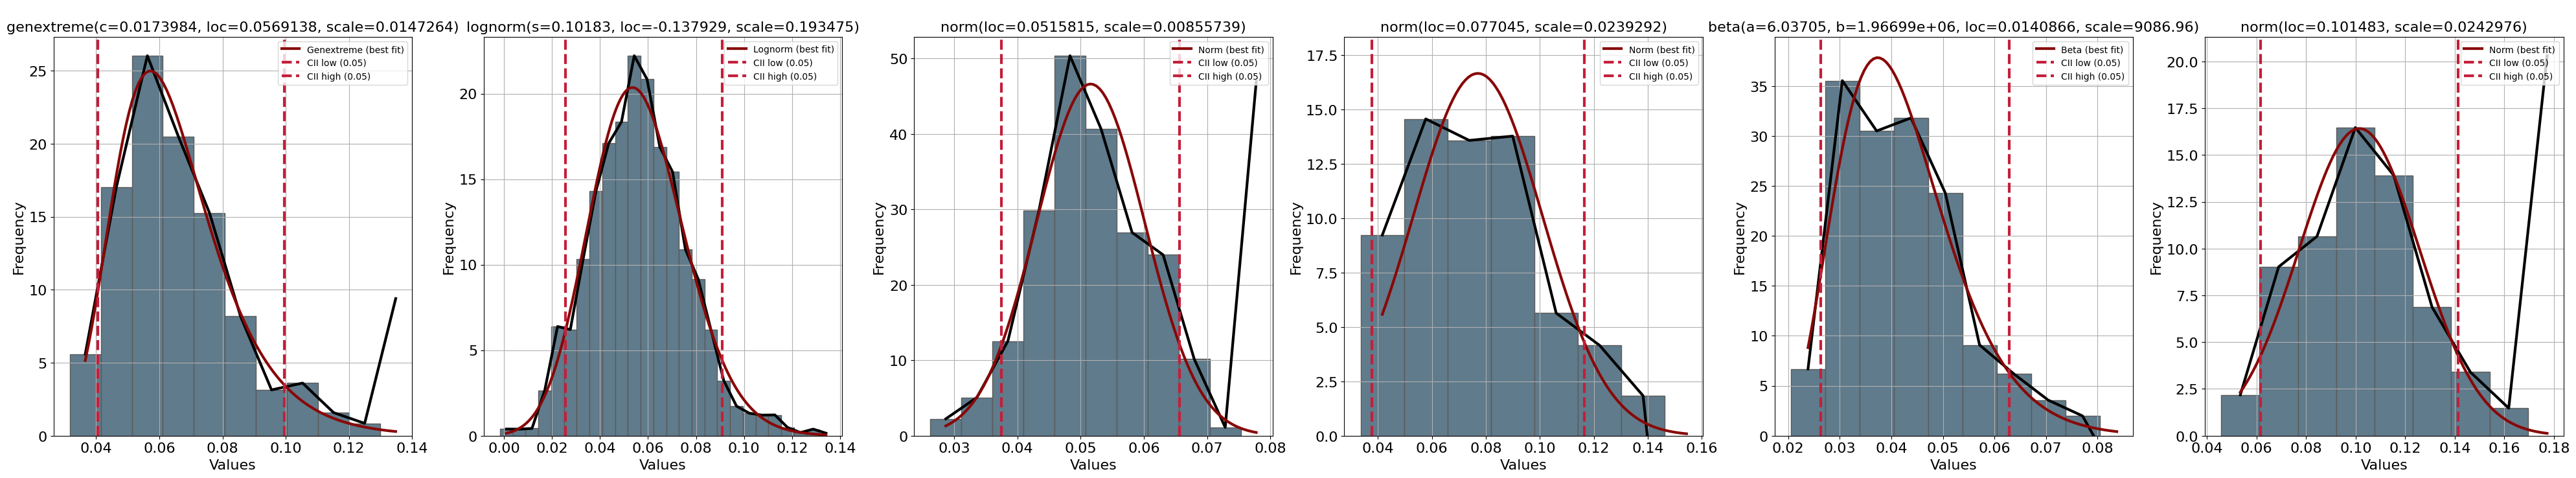 genextreme(c=0.0173984, loc=0.0569138, scale=0.0147264)
Genextreme (best fit)
CII low (0.05)
CII high (0.05)
Frequency
25
20
15
10
5
0
0.04 0.06 0.08 0.10 0.12 0.14
Values
lognorm(s=0.10183, loc=-0.137929, scale=0.193475)
Lognorm (best fit)
CII low (0.05)
CII high (0.05)
Frequency
20
15
10
5
0
0.00 0.02 0.04 0.06 0.08 0.10 0.12 0.14
Values
norm(loc=0.0515815, scale=0.00855739)
Norm (best fit)
CII low (0.05)
CII high (0.05)
Frequency
50
40
30
20
10
0
0.03 0.04 0.05 0.06 0.07 0.08
Values
norm(loc=0.077045, scale=0.0239292)
Norm (best fit)
CII low (0.05)
CII high (0.05)
Frequency
17.5
15.0
12.5
10.0
7.5
5.0
2.5
0.0
0.04 0.06 0.08 0.10 0.12 0.14 0.16
Values
beta(a=6.03705, b=1.96699e+06, loc=0.0140866, scale=9086.96)
Beta (best fit)
CII low (0.05)
CII high (0.05)
Frequency
35
30
25
20
15
10
5
0
0.02 0.03 0.04 0.05 0.06 0.07 0.08
Values
norm(loc=0.101483, scale=0.0242976)
Norm (best fit)
CII low (0.05)
CII high (0.05)
Frequency
20.0
17.5
15.0
12.5
10.0
7.5
5.0
2.5
0.0
0.04 0.06 0.08 0.10 0.12 0.14 0.16 0.18
Values